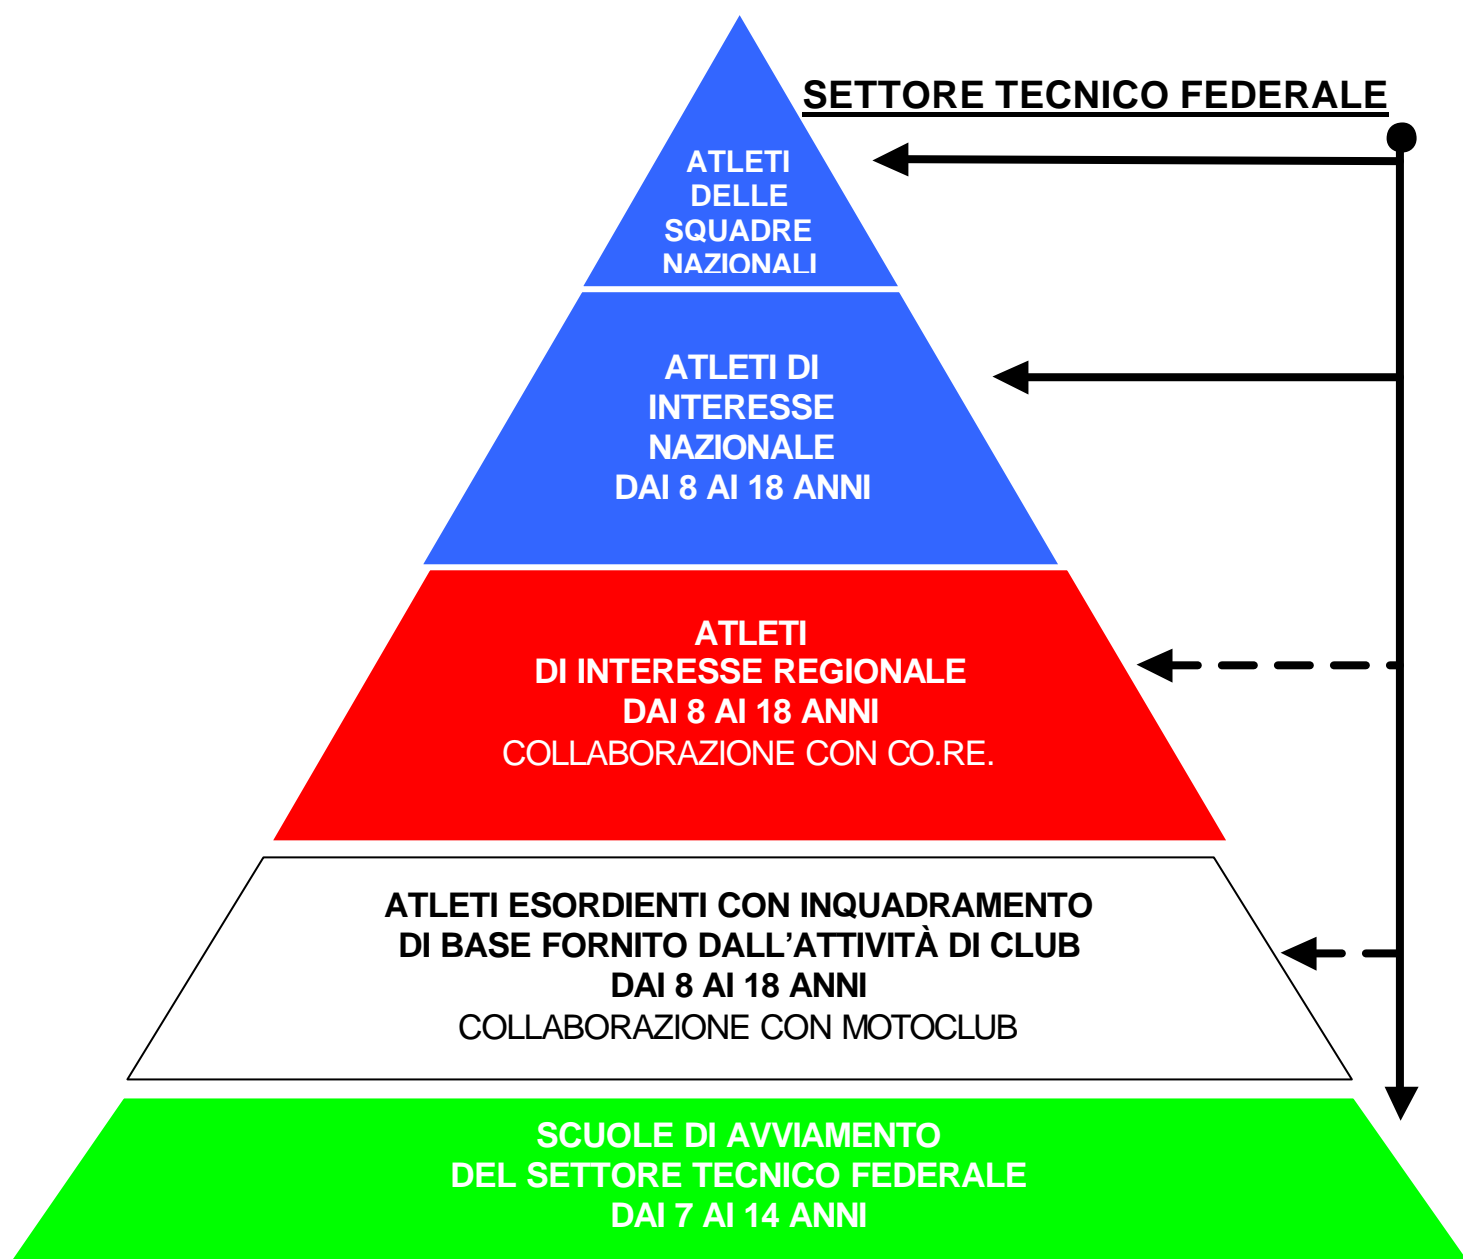 SETTORE TECNICO FEDERALE
ATLETI
DELLE
SQUADRE
NAZIONALI
ATLETI DI
INTERESSE
NAZIONALE
DAI 8 AI 18 ANNI
ATLETI
DI INTERESSE REGIONALE
DAI 8 AI 18 ANNI
COLLABORAZIONE CON CO.RE.
ATLETI ESORDIENTI CON INQUADRAMENTO
DI BASE FORNITO DALL’ATTIVITÀ DI CLUB
DAI 8 AI 18 ANNI
COLLABORAZIONE CON MOTOCLUB
SCUOLE DI AVVIAMENTO
DEL SETTORE TECNICO FEDERALE
DAI 7 AI 14 ANNI